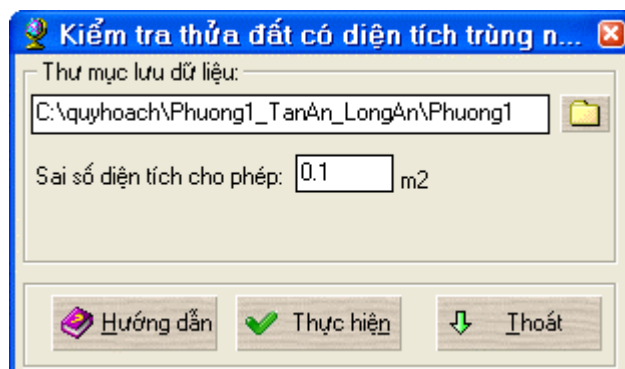 Kiểm tra thửa đất có diện tích trùng n...
Thư mục lưu dữ liệu:
C:\quyhoach\Phuong1_TanAn_LongAn\Phuong1
Sai số diện tích cho phép: 0.1 m2
Hướng dẫn Thực hiện Thoát